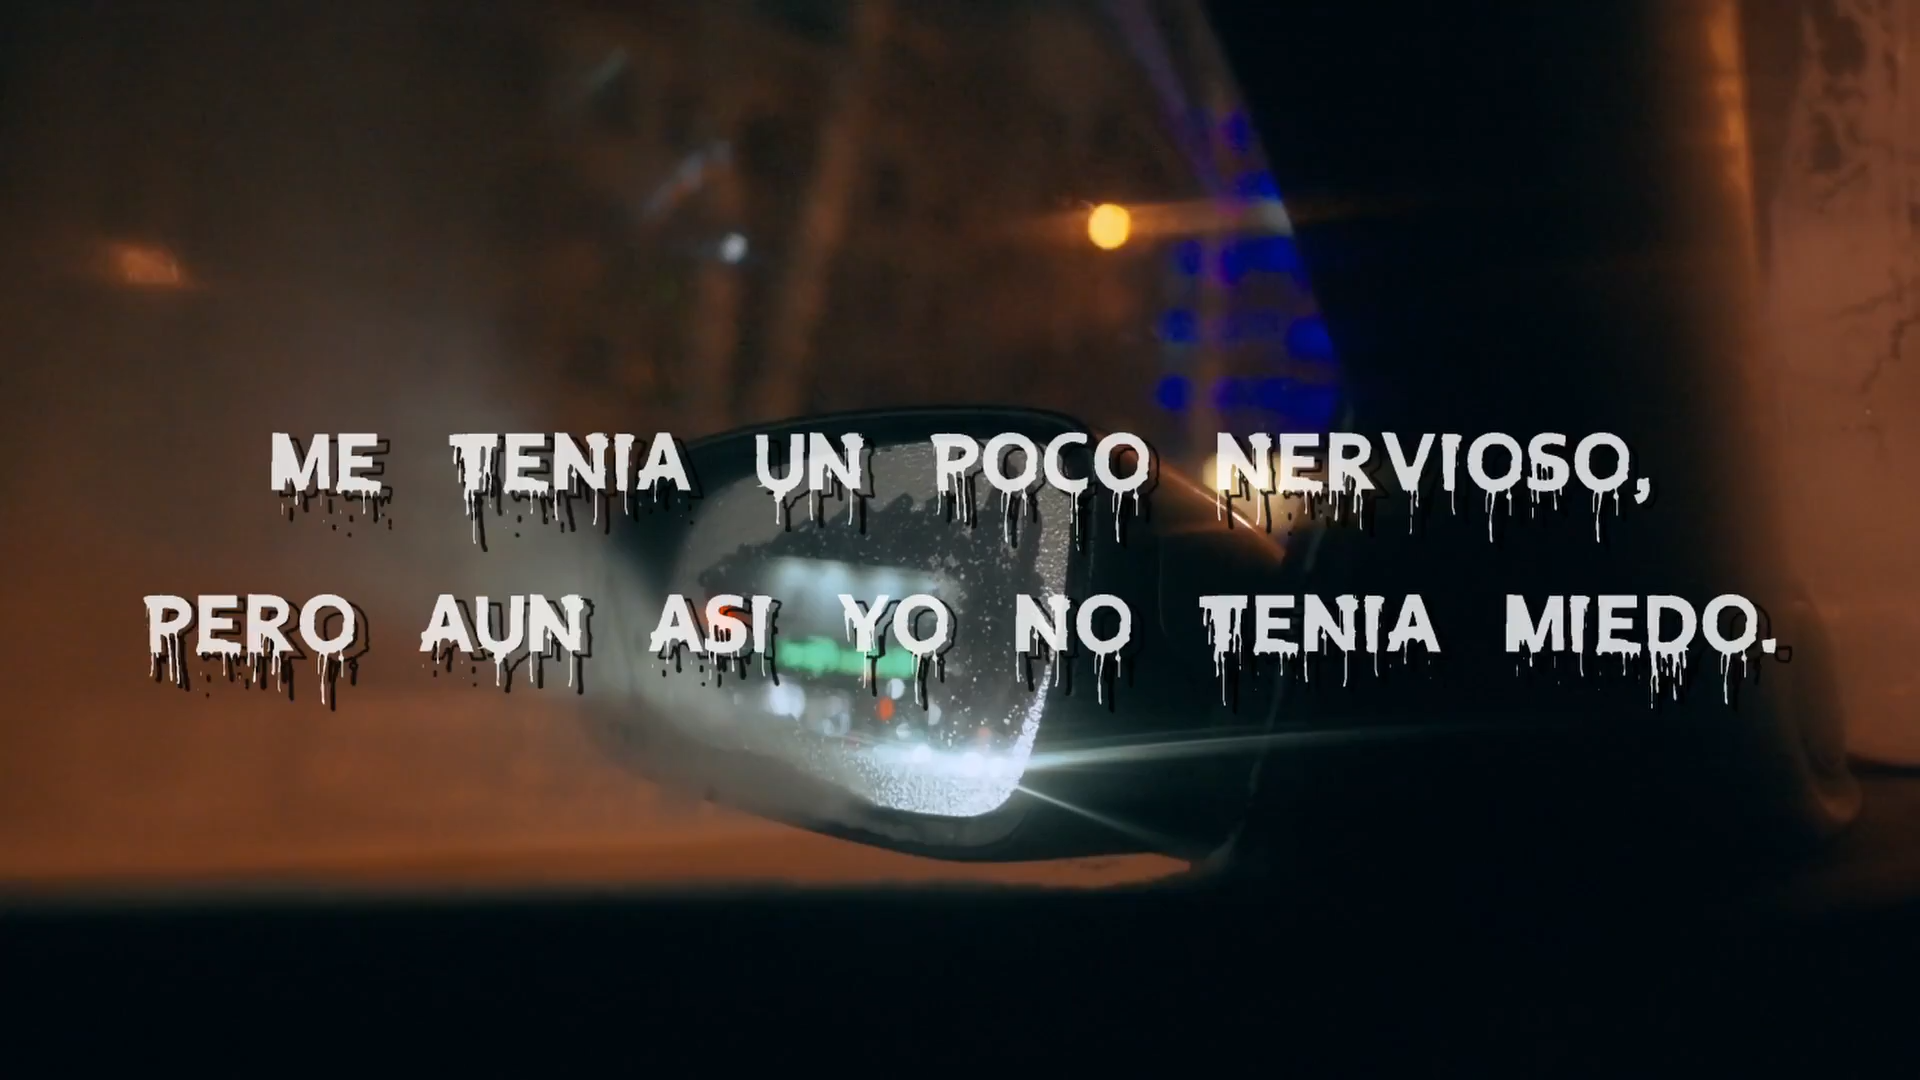 ME TENIA UN POCO NERVIOSO,
PERO AUN ASI YO NO TENIA MIEDO.